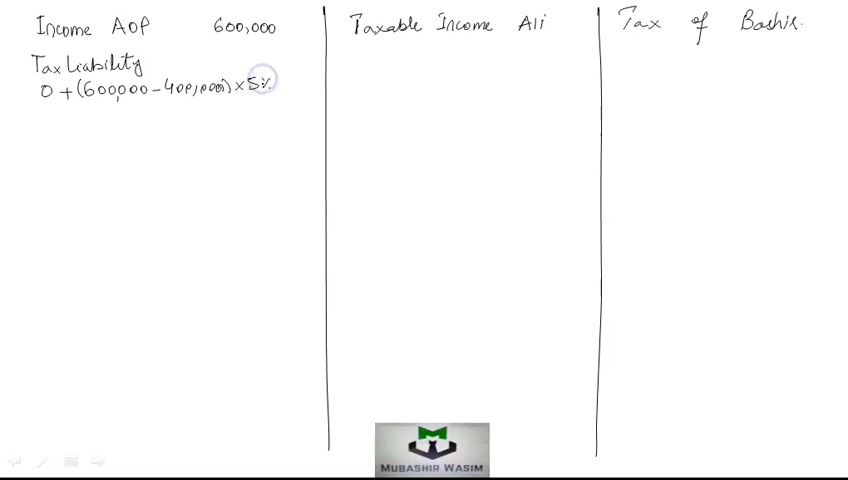 Income AOP 600,000
Tax Liability
0 + (600,000 - 400,000) × 5%
Taxable Income Ali
Tax of Bashir.
MUBASHIR WASIM